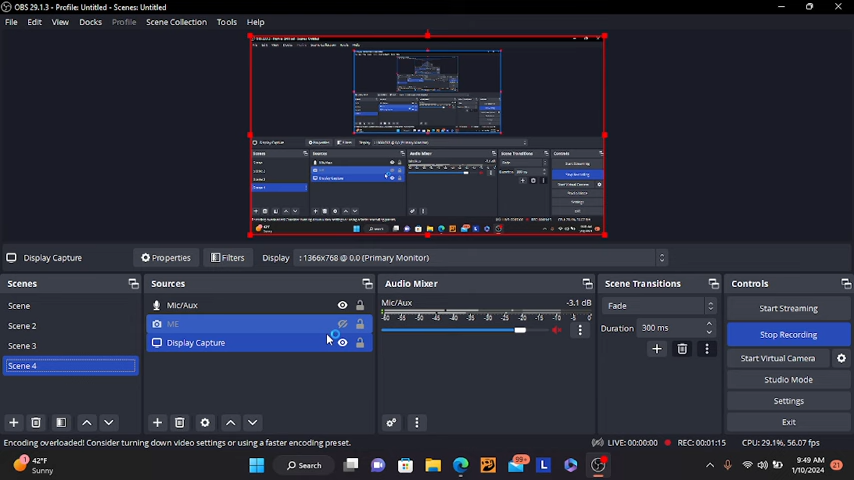 OBS 29.1.3 - Profile: Untitled - Scenes: Untitled
File Edit View Docks Profile Scene Collection Tools Help
Display Capture Properties Filters Display : 1366x768 @ 0,0 (Primary Monitor)
Scenes
Scene
Scene 2
Scene 3
Scene 4
Sources
Mic/Aux
ME
Display Capture
Audio Mixer
Mic/Aux -3.1 dB
-60 -55 -50 -45 -40 -35 -30 -25 -20 -15 -10 -5 0
Scene Transitions
Fade
Duration 300 ms
Controls
Start Streaming
Stop Recording
Start Virtual Camera
Studio Mode
Settings
Exit
Encoding overloaded! Consider turning down video settings or using a faster encoding preset. LIVE: 00:00:00 REC: 00:01:15 CPU: 29.1%, 56.07 fps
42°F
Sunny
Search
99+
L
9:49 AM
1/10/2024
21